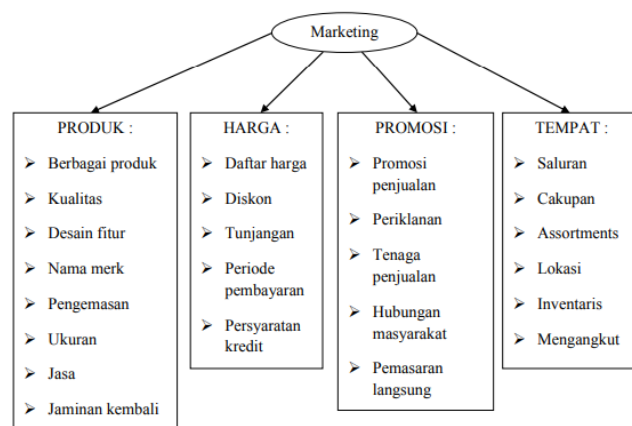 Marketing
PRODUK :
➤ Berbagai produk
➤ Kualitas
➤ Desain fitur
➤ Nama merk
➤ Pengemasan
➤ Ukuran
➤ Jasa
➤ Jaminan kembali
HARGA :
➤ Daftar harga
➤ Diskon
➤ Tunjangan
➤ Periode
pembayaran
➤ Persyaratan
kredit
PROMOSI :
➤ Promosi
penjualan
➤ Periklanan
➤ Tenaga
penjualan
➤ Hubungan
masyarakat
➤ Pemasaran
langsung
TEMPAT :
➤ Saluran
➤ Cakupan
➤ Assortments
➤ Lokasi
➤ Inventaris
➤ Mengangkut